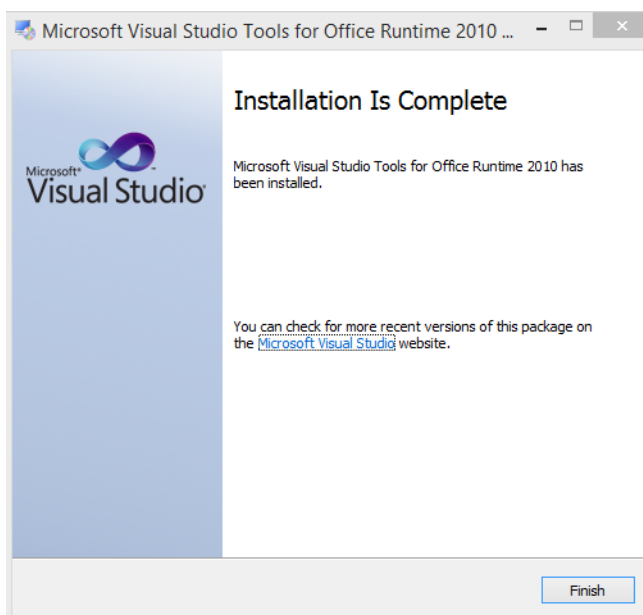 Microsoft Visual Studio Tools for Office Runtime 2010 ...
Installation Is Complete
Microsoft®
Visual Studio®
Microsoft Visual Studio Tools for Office Runtime 2010 has
been installed.
You can check for more recent versions of this package on
the Microsoft Visual Studio website.
Finish